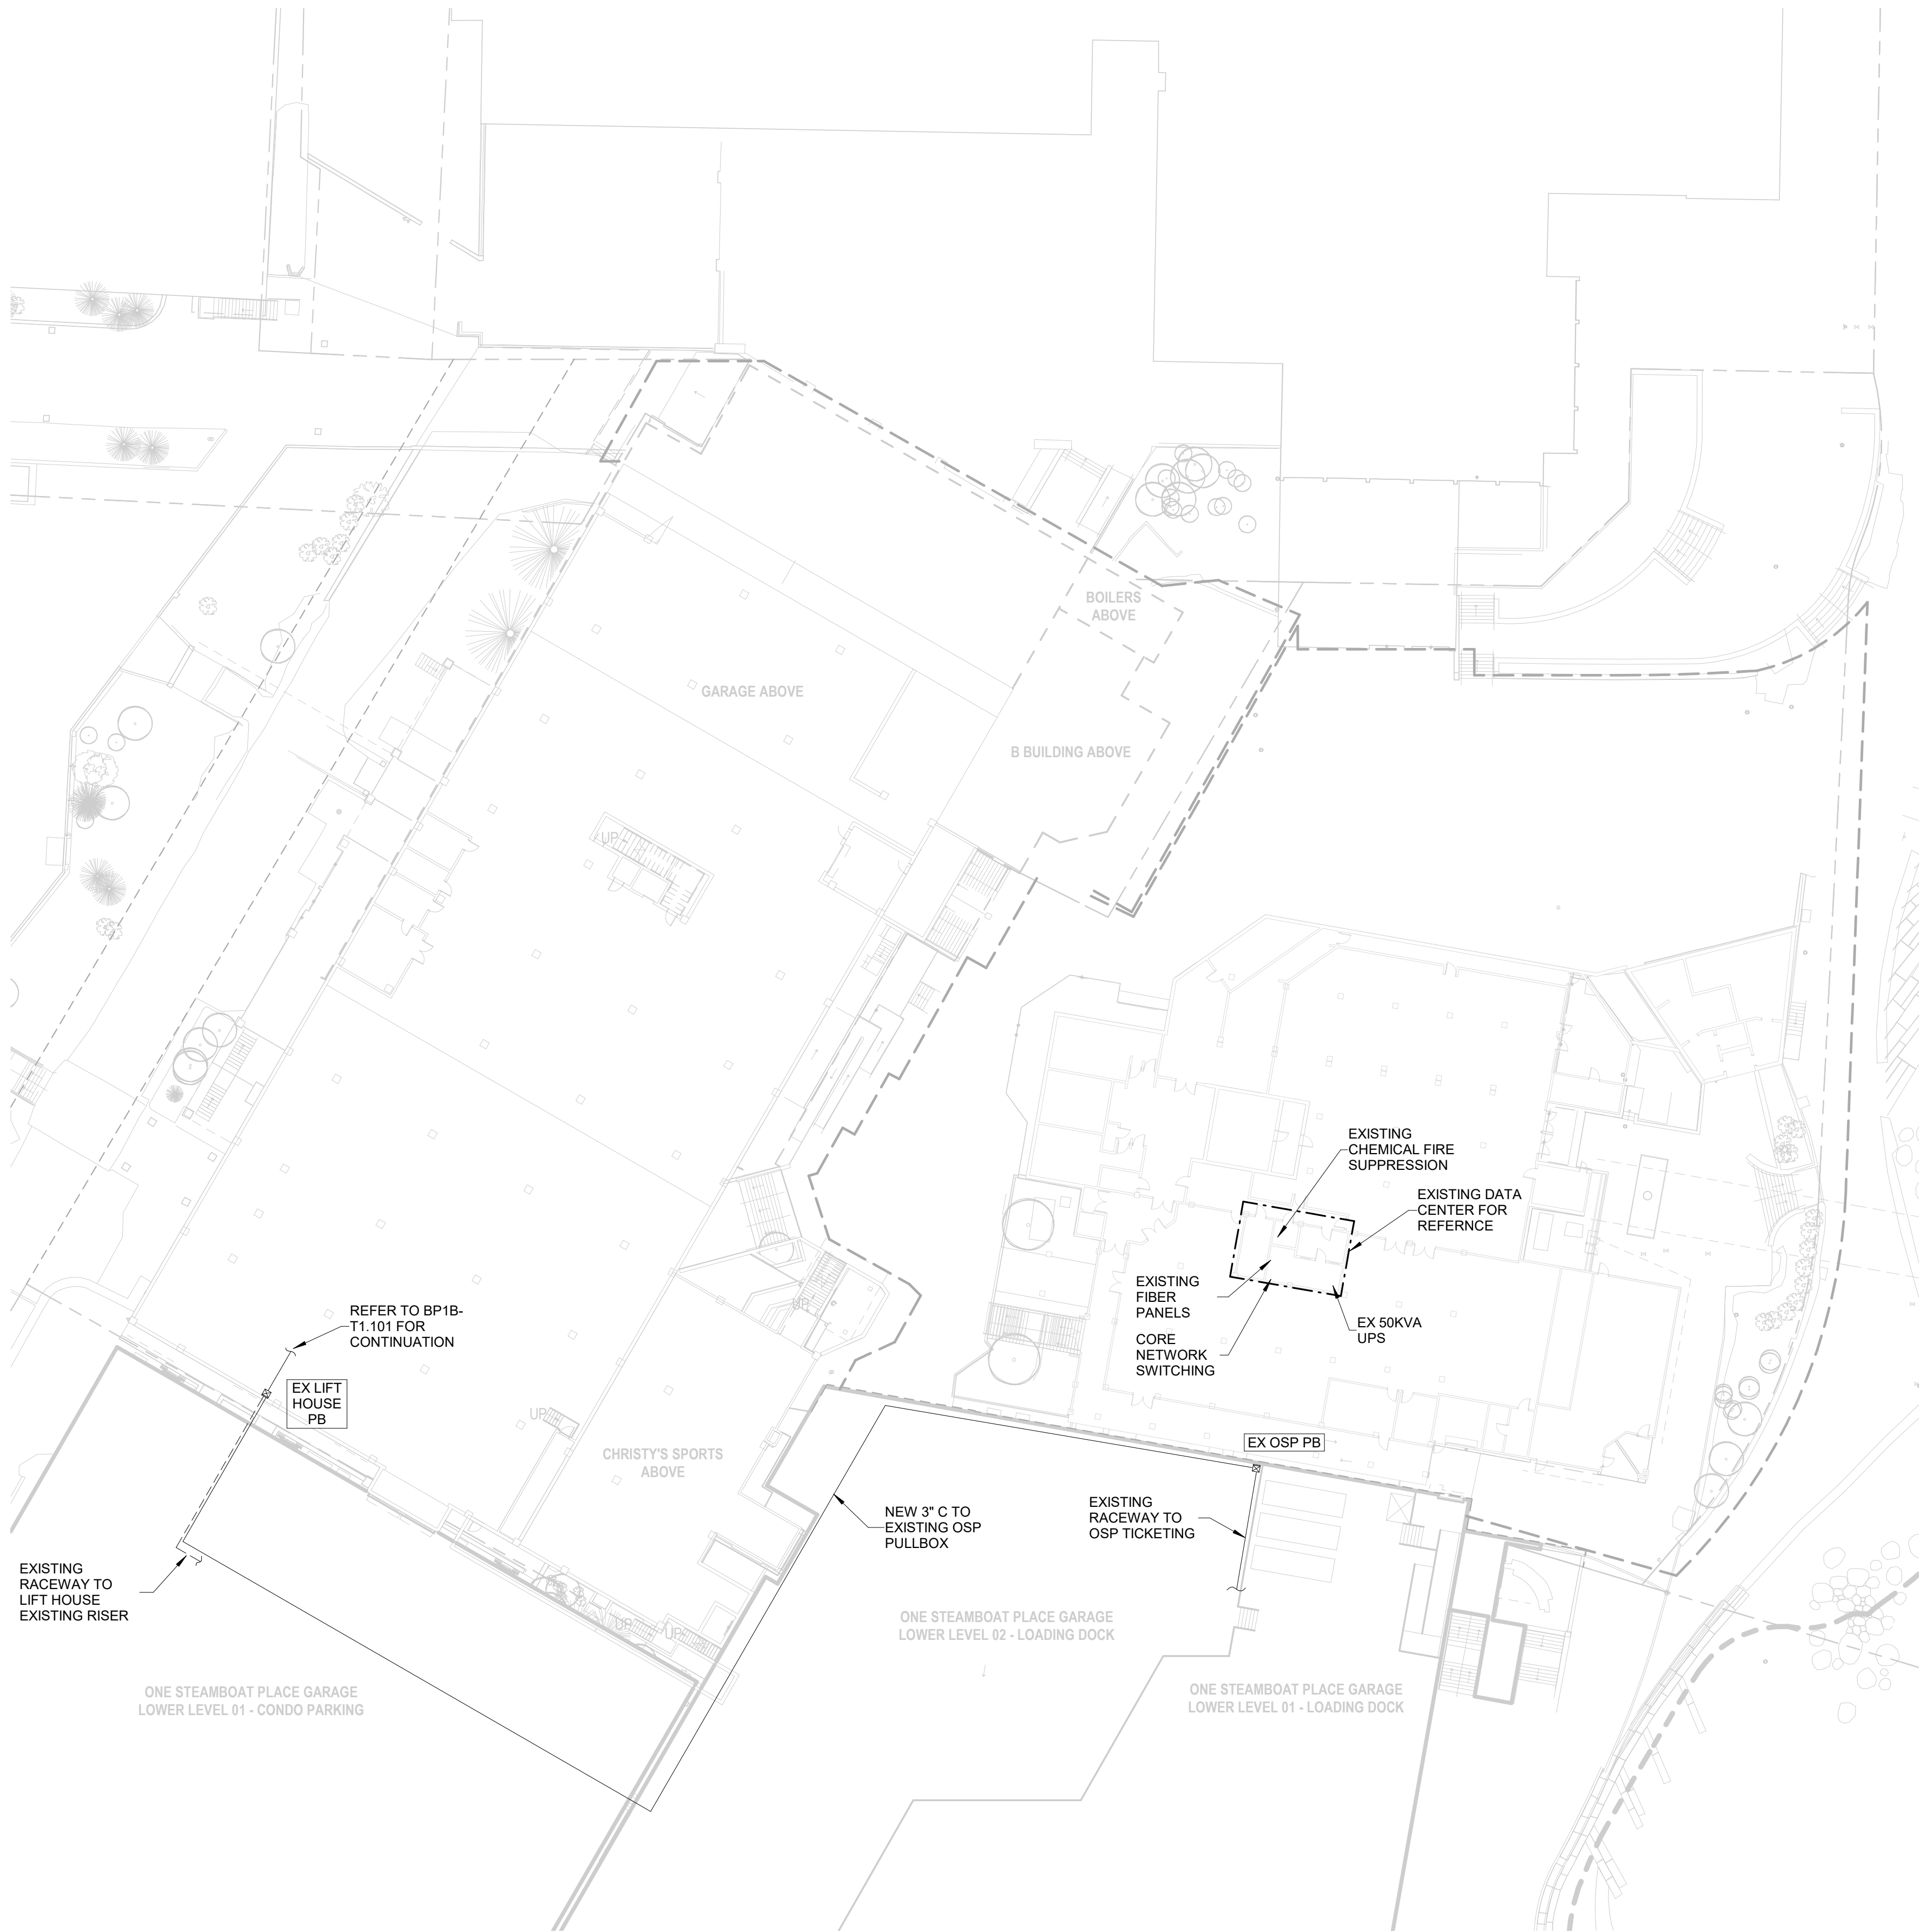 BOILERS
ABOVE
GARAGE ABOVE
B BUILDING ABOVE
UP
EXISTING
CHEMICAL FIRE
SUPPRESSION
EXISTING DATA
CENTER FOR
REFERNCE
EXISTING
FIBER
PANELS
CORE
NETWORK
SWITCHING
EX 50KVA
UPS
UP
UP
REFER TO BP1B-
T1.101 FOR
CONTINUATION
EX LIFT
HOUSE
PB
UP
CHRISTY'S SPORTS
ABOVE
EX OSP PB
NEW 3" C TO
EXISTING OSP
PULLBOX
EXISTING
RACEWAY TO
OSP TICKETING
EXISTING
RACEWAY TO
LIFT HOUSE
EXISTING RISER
UP
UP
ONE STEAMBOAT PLACE GARAGE
LOWER LEVEL 02 - LOADING DOCK
ONE STEAMBOAT PLACE GARAGE
LOWER LEVEL 01 - CONDO PARKING
ONE STEAMBOAT PLACE GARAGE
LOWER LEVEL 01 - LOADING DOCK